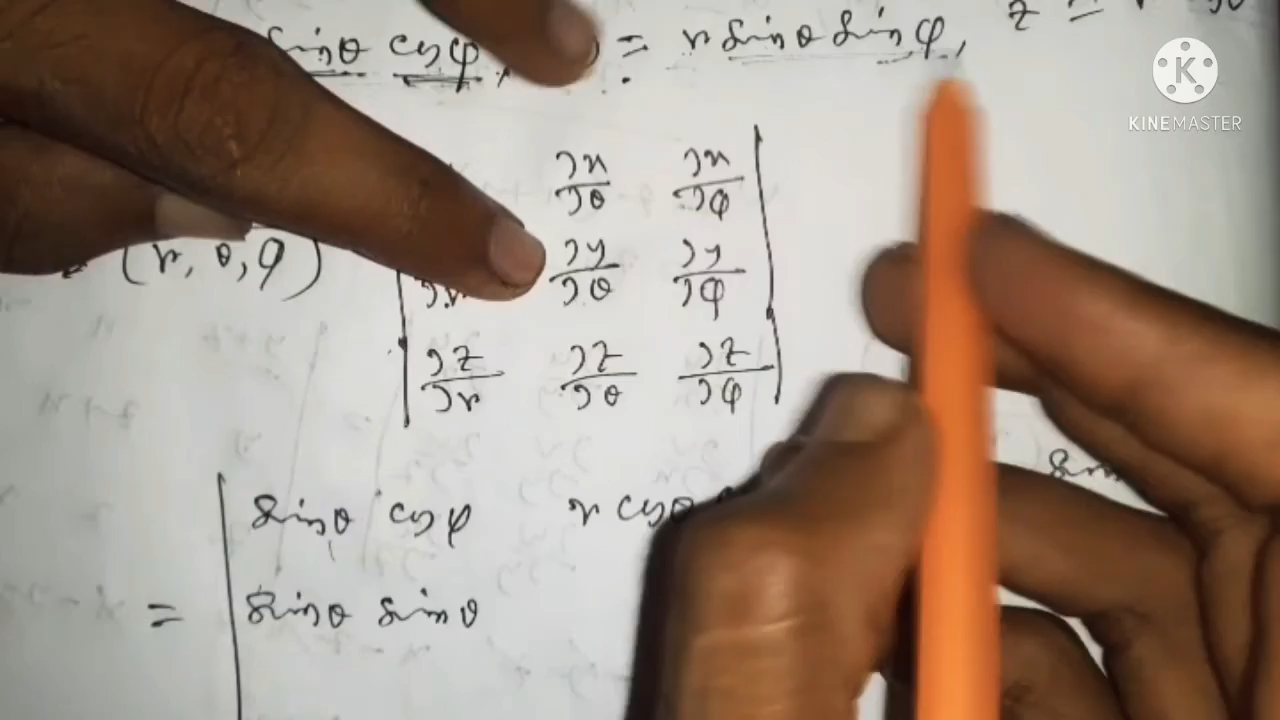 sinθ cosφ, = r sinθ sinφ, z =
KINEMASTER
∂x/∂θ ∂x/∂φ
(r, θ, φ) ∂y/∂θ ∂y/∂φ
∂z/∂r ∂z/∂θ ∂z/∂φ
sinθ cosφ r cosθ
= sinθ sinθ